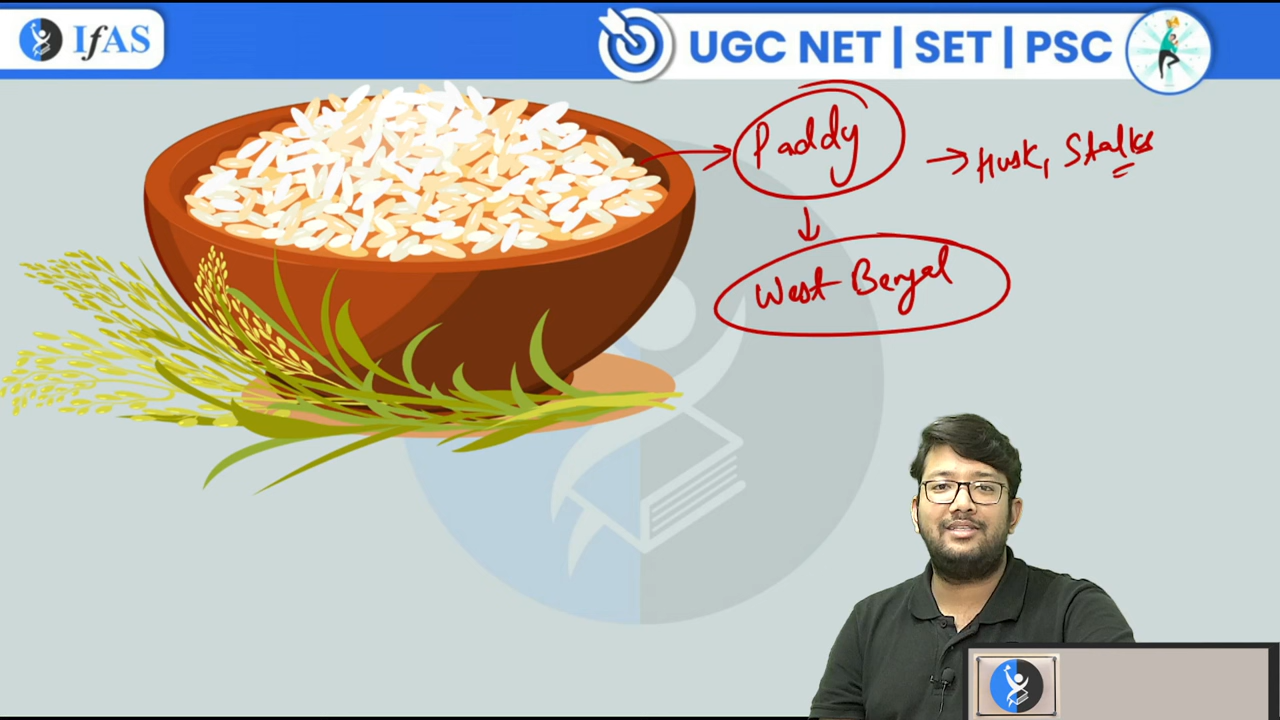 IfAS
UGC NET | SET | PSC
Paddy
→ Husk, Stalks
West Bengal